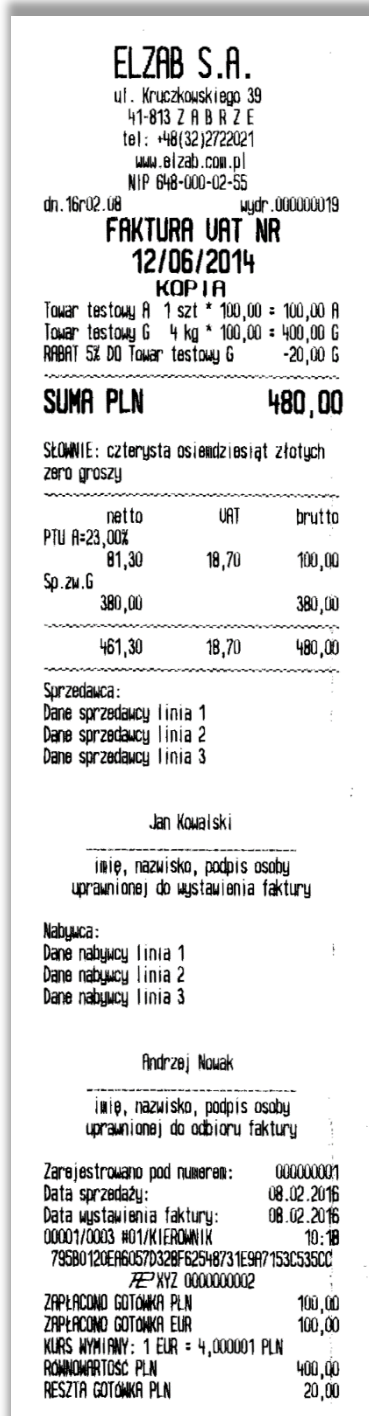 ELZAB S.A.
ul. Kruczkowskiego 39
41-813 Z A B R Z E
tel: +48(32)2722021
www.elzab.com.pl
NIP 648-000-02-55
dn.16r02.08 wydr.000000019
FAKTURA VAT NR
12/06/2014
KOPIA
Towar testowy A 1 szt * 100,00 = 100,00 A
Towar testowy G 4 kg * 100,00 = 400,00 G
RABAT 5% DO Towar testowy G -20,00 G
SUMA PLN 480,00
SŁOWNIE: czterysta osiemdziesiąt złotych
zero groszy
netto VAT brutto
PTU A=23,00%
81,30 18,70 100,00
Sp.zw.G
380,00 380,00
461,30 18,70 480,00
Sprzedawca:
Dane sprzedawcy linia 1
Dane sprzedawcy linia 2
Dane sprzedawcy linia 3
Jan Kowalski
imię, nazwisko, podpis osoby
uprawnionej do wystawienia faktury
Nabywca:
Dane nabywcy linia 1
Dane nabywcy linia 2
Dane nabywcy linia 3
Andrzej Nowak
imię, nazwisko, podpis osoby
uprawnionej do odbioru faktury
Zarejestrowano pod numerem: 000000001
Data sprzedaży: 08.02.2016
Data wystawienia faktury: 08.02.2016
00001/0003 #01/KIEROWNIK 10:18
795B0120EA6057D328F62548731E9A7153C535CC
XYZ 0000000002
ZAPŁACONO GOTÓWKA PLN 100,00
ZAPŁACONO GOTÓWKA EUR 100,00
KURS WYMIANY: 1 EUR = 4,000001 PLN
RÓWNOWARTOŚĆ PLN 400,00
RESZTA GOTÓWKA PLN 20,00